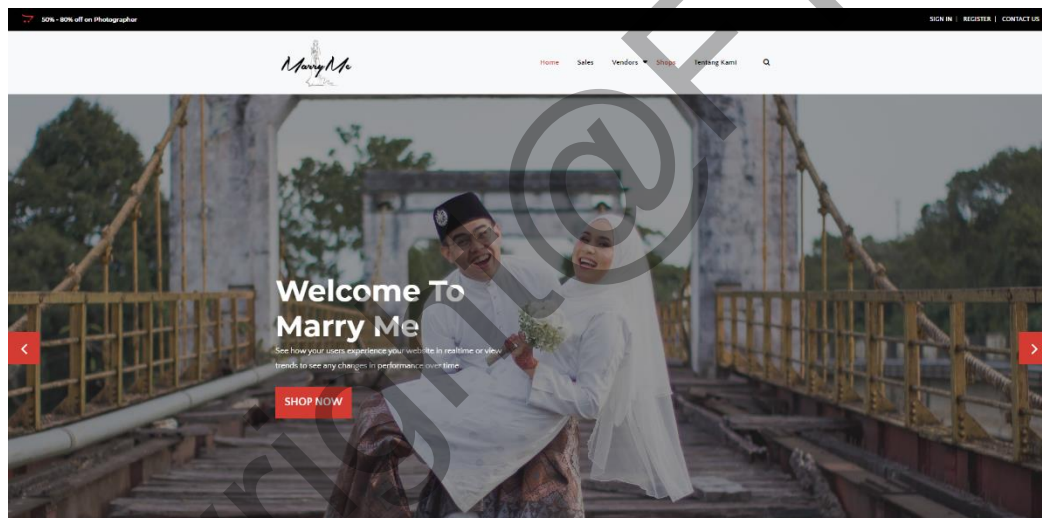 50% - 80% off on Photographer
SIGN IN | REGISTER | CONTACT US
Marry Me
Home Sales Vendors Shops Tentang Kami
Welcome To
Marry Me
See how your users experience your website in realtime or view
trends to see any changes in performance over time.
SHOP NOW